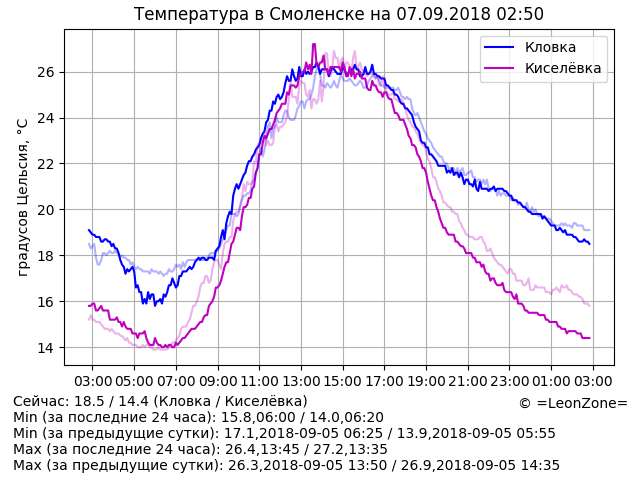 Температура в Смоленске на 07.09.2018 02:50
Кловка
Киселёвка
градусов Цельсия, °C
26
24
22
20
18
16
14
03:00 05:00 07:00 09:00 11:00 13:00 15:00 17:00 19:00 21:00 23:00 01:00 03:00
Сейчас: 18.5 / 14.4 (Кловка / Киселёвка)
© =LeonZone=
Min (за последние 24 часа): 15.8,06:00 / 14.0,06:20
Min (за предыдущие сутки): 17.1,2018-09-05 06:25 / 13.9,2018-09-05 05:55
Max (за последние 24 часа): 26.4,13:45 / 27.2,13:35
Max (за предыдущие сутки): 26.3,2018-09-05 13:50 / 26.9,2018-09-05 14:35